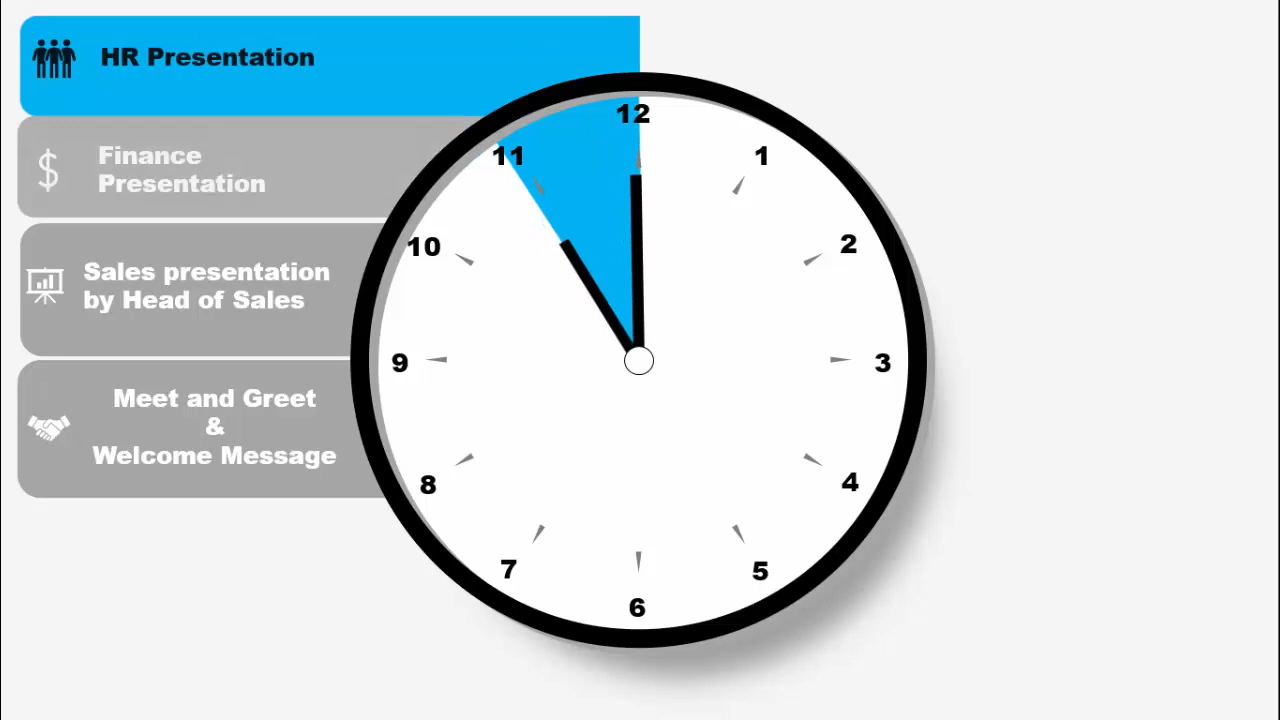 HR Presentation
Finance
Presentation
Sales presentation
by Head of Sales
Meet and Greet
&
Welcome Message
12
1
2
3
4
5
6
7
8
9
10
11